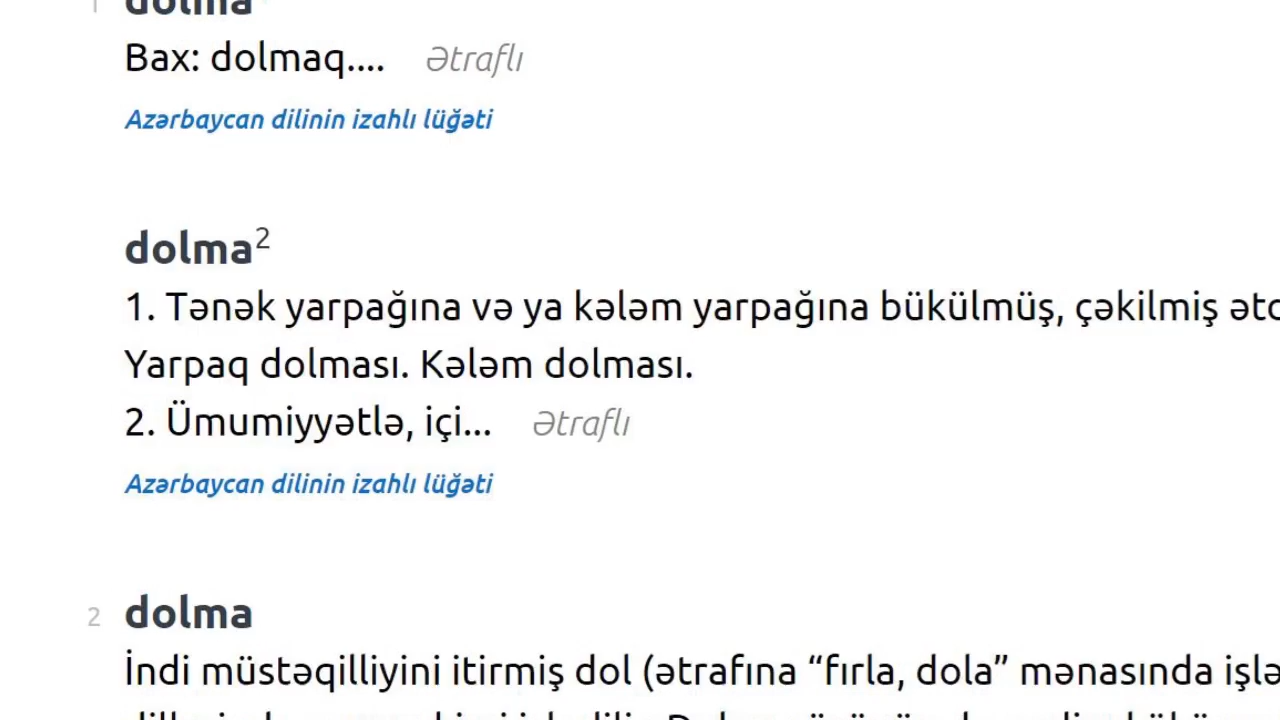 1 dolma
Bax: dolmaq.... Ətraflı
Azərbaycan dilinin izahlı lüğəti
dolma²
1. Tənək yarpağına və ya kələm yarpağına bükülmüş, çəkilmiş
Yarpaq dolması. Kələm dolması.
2. Ümumiyyətlə, içi... Ətraflı
Azərbaycan dilinin izahlı lüğəti
2 dolma
İndi müstəqilliyini itirmiş dol (ətrafına “fırla, dola” mənasında